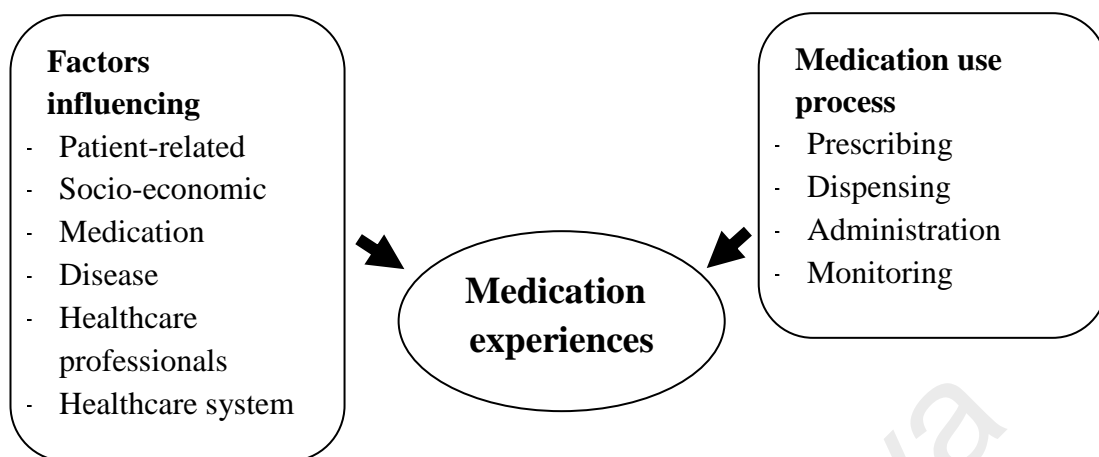 Factors
influencing
- Patient-related
- Socio-economic
- Medication
- Disease
- Healthcare
professionals
- Healthcare system
Medication use
process
- Prescribing
- Dispensing
- Administration
- Monitoring
Medication
experiences